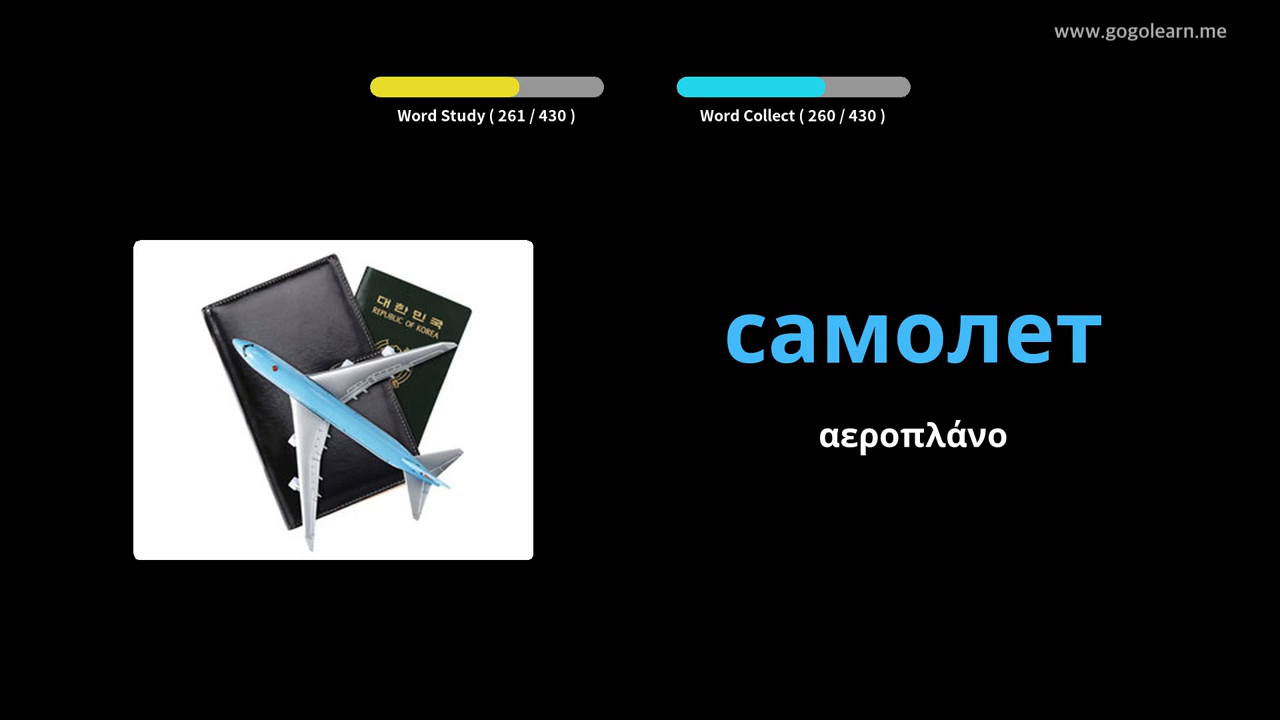 www.gogolearn.me
Word Study ( 261 / 430 )
Word Collect ( 260 / 430 )
대한민국
REPUBLIC OF KOREA
самолет
αεροπλάνο